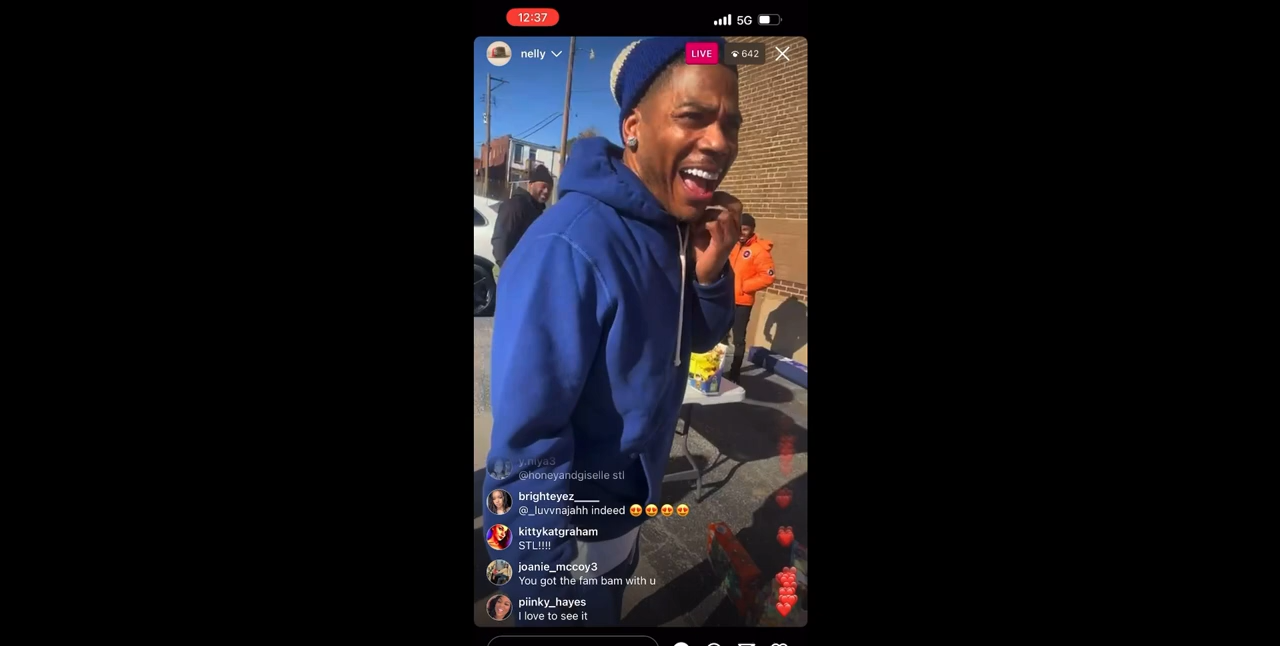 12:37
5G
nelly
LIVE
642
y.niya3
@honeyandgiselle stl
brighteyez____
@_luvvnajahh indeed 😍😍😍😍
kittykatgraham
STL!!!!
joanie_mccoy3
You got the fam bam with u
piinky_hayes
I love to see it